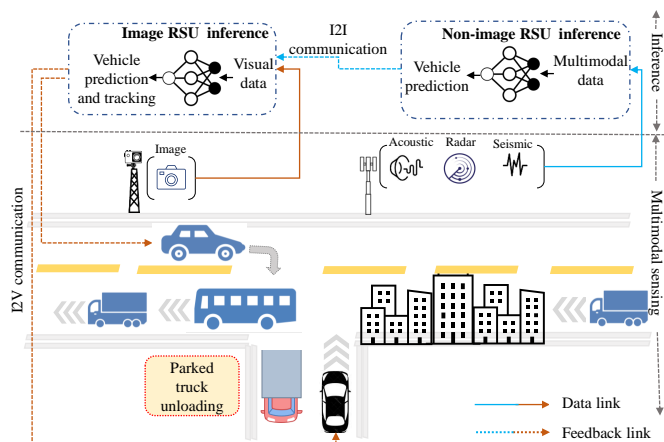 Image RSU inference
Vehicle
prediction
and tracking
Visual
data
I2I
communication
Non-image RSU inference
Vehicle
prediction
Multimodal
data
Inference
Image
Acoustic
Radar
Seismic
I2V communication
Multimodal sensing
Parked
truck
unloading
Data link
Feedback link